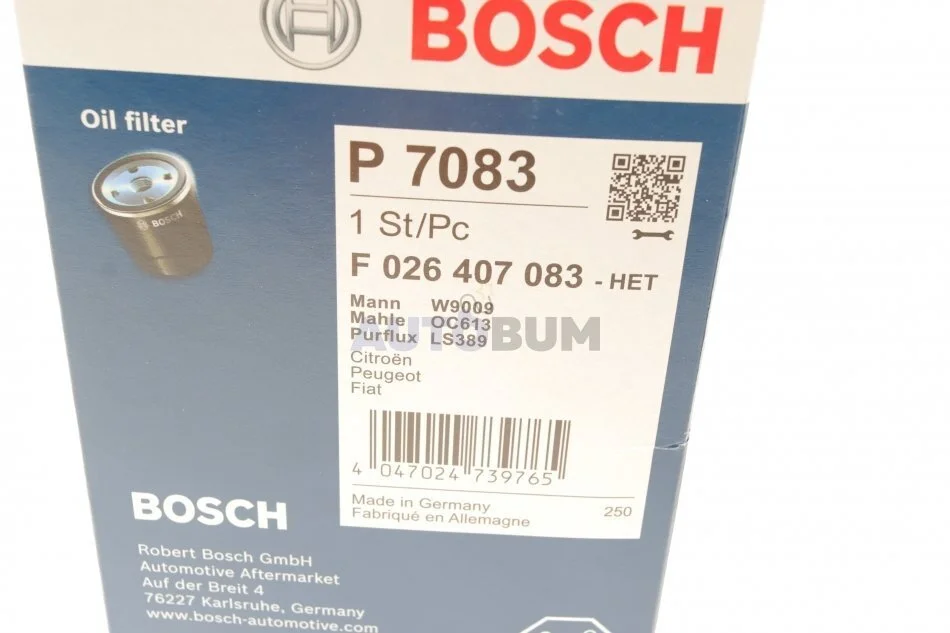 BOSCH
Oil filter
BOSCH
P 7083
1 St/Pc
F 026 407 083 - HET
Mann W9009
Mahle OC613
Purflux LS389
AUTOBUM
Citroën
Peugeot
Fiat
4 047024 739765
Made in Germany
Fabriqué en Allemagne
250
BOSCH
Robert Bosch GmbH
Automotive Aftermarket
Auf der Breit 4
76227 Karlsruhe, Germany
www.bosch-automotive.com